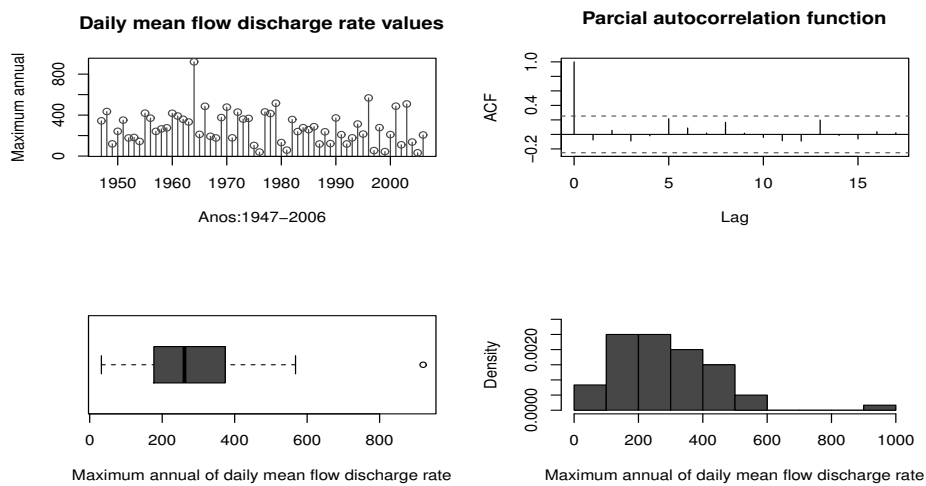 Daily mean flow discharge rate values
Maximum annual
0 400 800
1950 1960 1970 1980 1990 2000
Anos:1947−2006
Parcial autocorrelation function
ACF
−0.2 0.4 1.0
0 5 10 15
Lag
0 200 400 600 800
Maximum annual of daily mean flow discharge rate
Density
0.0000 0.0020
0 200 400 600 800 1000
Maximum annual of daily mean flow discharge rate